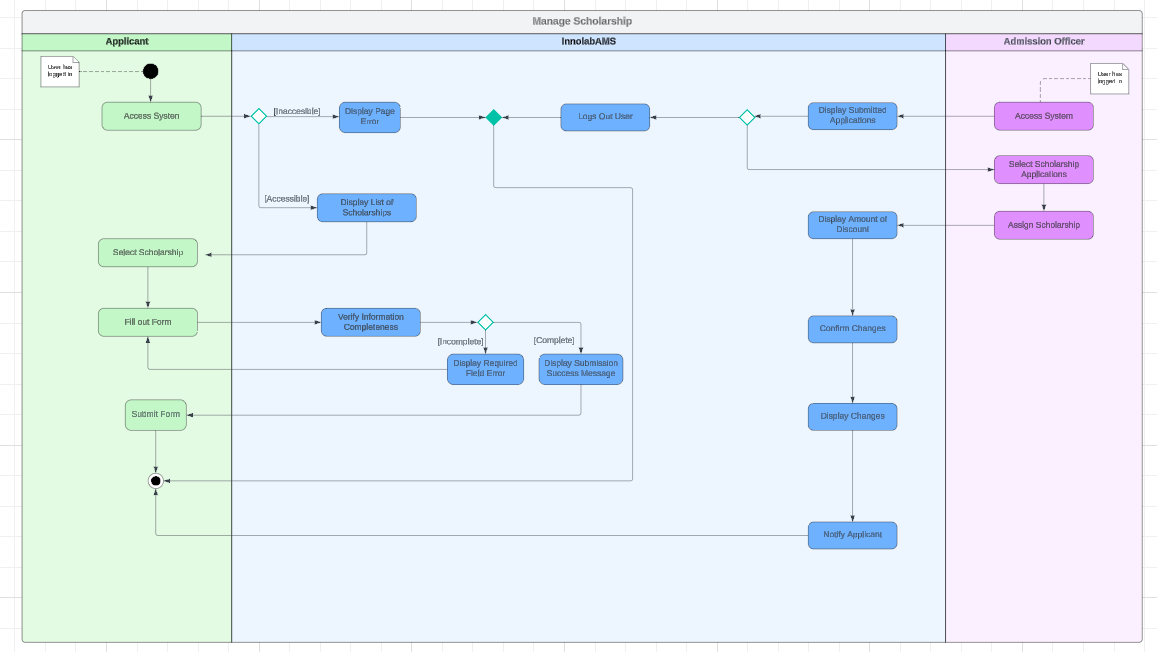 Manage Scholarship
Applicant
InnolabAMS
Admission Officer
User has
logged in
User has
logged in
Access System
[Inaccesible]
Display Page
Error
Logs Out User
Display Submitted
Applications
Access System
Select Scholarship
Applications
[Accessible]
Display List of
Scholarships
Display Amount of
Discount
Assign Scholarship
Select Scholarship
Fill out Form
Verify Information
Completeness
[Incomplete]
[Complete]
Confirm Changes
Display Required
Field Error
Display Submission
Success Message
Submit Form
Display Changes
Notify Applicant